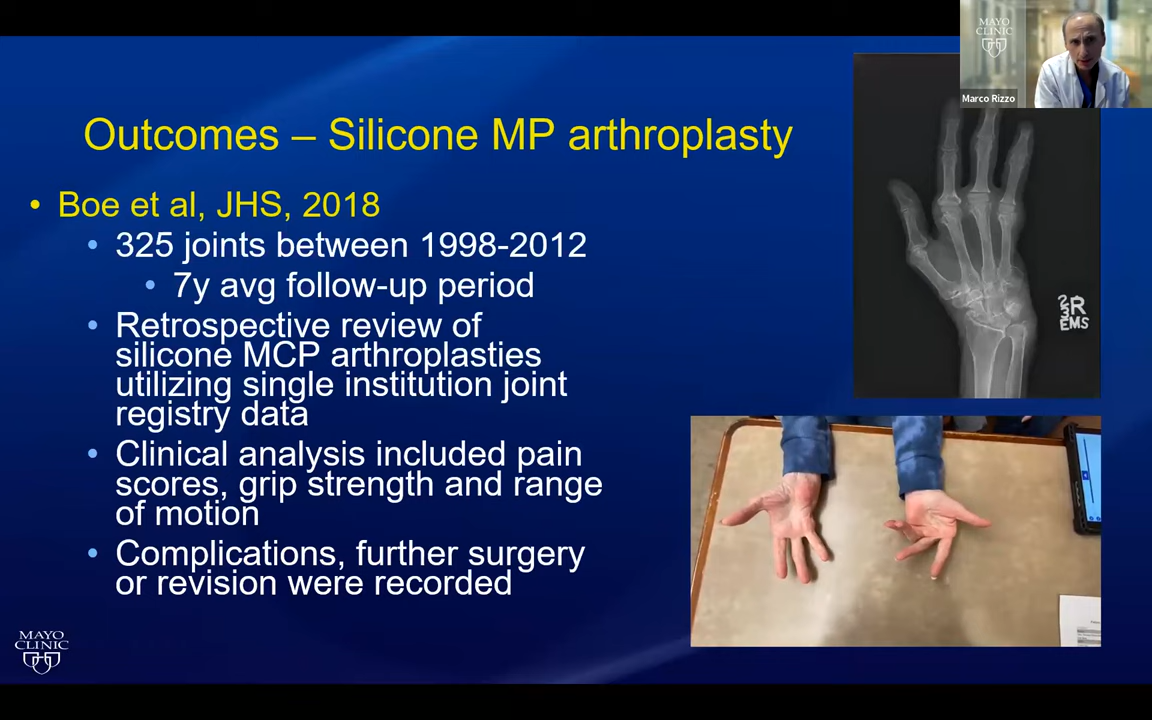 MAYO
CLINIC
Marco Rizzo
Outcomes – Silicone MP arthroplasty
• Boe et al, JHS, 2018
• 325 joints between 1998-2012
• 7y avg follow-up period
• Retrospective review of
silicone MCP arthroplasties
utilizing single institution joint
registry data
• Clinical analysis included pain
scores, grip strength and range
of motion
• Complications, further surgery
or revision were recorded
R
EMS
MAYO
CLINIC